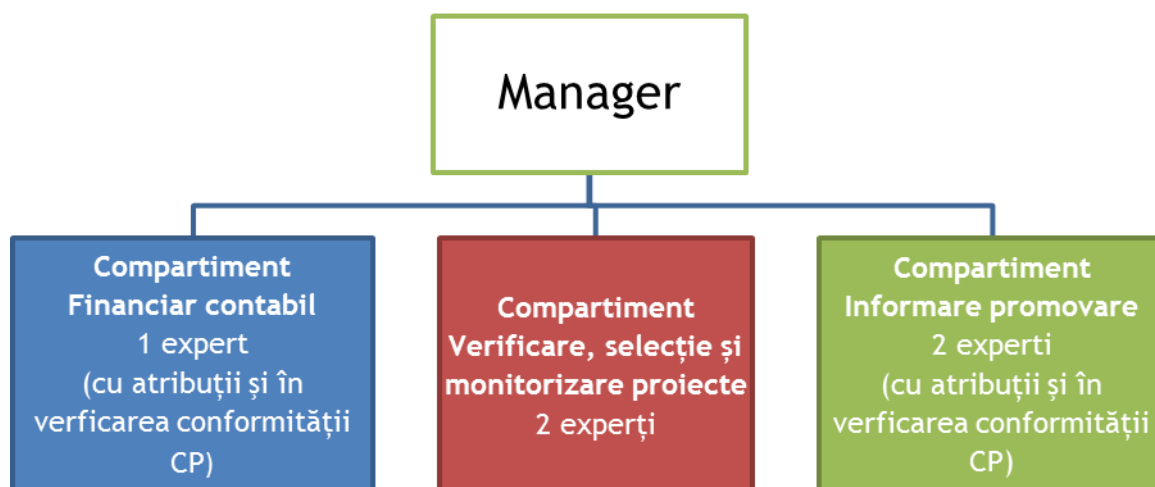 Manager
Compartiment
Financiar contabil
1 expert
(cu atribuții și în
verficarea conformității
CP)
Compartiment
Verificare, selecție și
monitorizare proiecte
2 experți
Compartiment
Informare promovare
2 experti
(cu atribuții și în
verficarea conformității
CP)